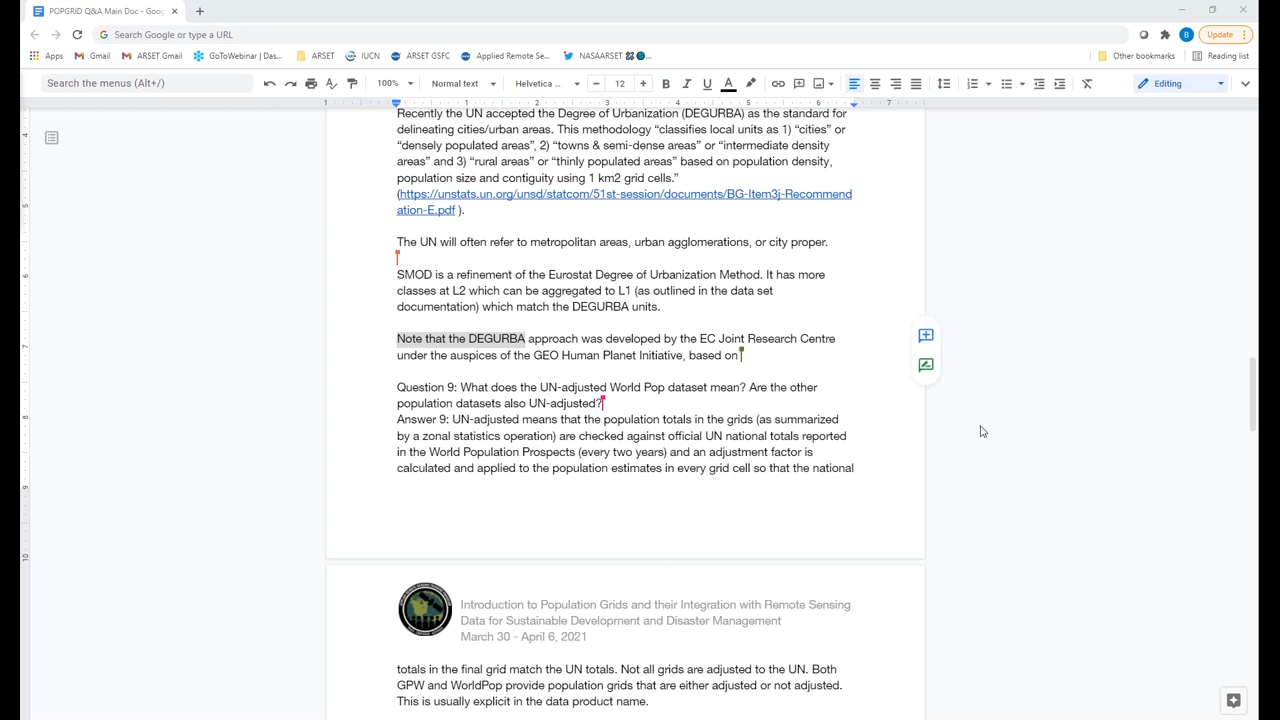 POPGRID Q&A Main Doc - Goog
Search Google or type a URL
B
Update
Apps
Gmail
ARSET Gmail
GoToWebinar | Das...
ARSET
IUCN
ARSET GSFC
Applied Remote Se...
NASAARSET
Other bookmarks
Reading list
Search the menus (Alt+/)
100%
Normal text
Helvetica ...
12
B I U A
Editing
1 1 2 3 4 5 6 7
4
5
6
7
8
9
10
Recently the UN accepted the Degree of Urbanization (DEGURBA) as the standard for
delineating cities/urban areas. This methodology “classifies local units as 1) “cities” or
“densely populated areas”, 2) “towns & semi-dense areas” or “intermediate density
areas” and 3) “rural areas” or “thinly populated areas” based on population density,
population size and contiguity using 1 km2 grid cells.”
(https://unstats.un.org/unsd/statcom/51st-session/documents/BG-Item3j-Recommend
ation-E.pdf ).
The UN will often refer to metropolitan areas, urban agglomerations, or city proper.
SMOD is a refinement of the Eurostat Degree of Urbanization Method. It has more
classes at L2 which can be aggregated to L1 (as outlined in the data set
documentation) which match the DEGURBA units.
Note that the DEGURBA approach was developed by the EC Joint Research Centre
under the auspices of the GEO Human Planet Initiative, based on
Question 9: What does the UN-adjusted World Pop dataset mean? Are the other
population datasets also UN-adjusted?
Answer 9: UN-adjusted means that the population totals in the grids (as summarized
by a zonal statistics operation) are checked against official UN national totals reported
in the World Population Prospects (every two years) and an adjustment factor is
calculated and applied to the population estimates in every grid cell so that the national
Introduction to Population Grids and their Integration with Remote Sensing
Data for Sustainable Development and Disaster Management
March 30 - April 6, 2021
totals in the final grid match the UN totals. Not all grids are adjusted to the UN. Both
GPW and WorldPop provide population grids that are either adjusted or not adjusted.
This is usually explicit in the data product name.